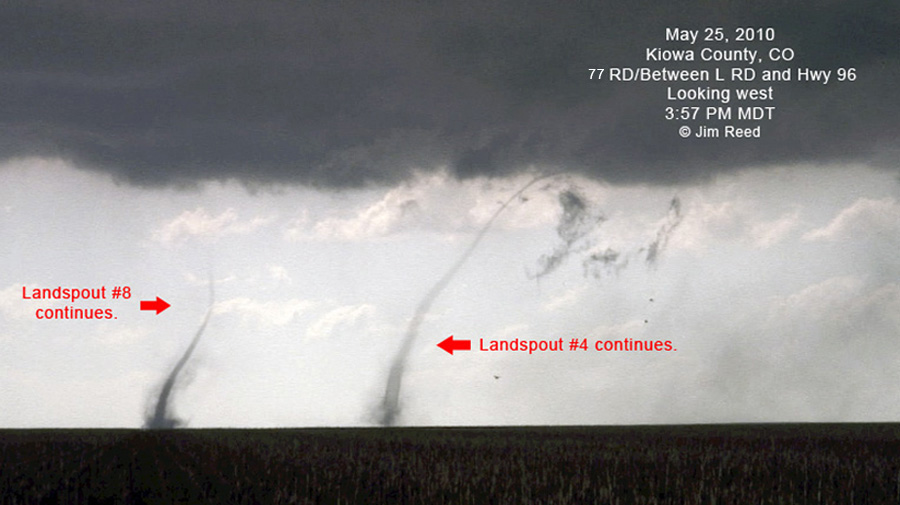 May 25, 2010
Kiowa County, CO
77 RD/Between L RD and Hwy 96
Looking west
3:57 PM MDT
© Jim Reed
Landspout #8
continues.
Landspout #4 continues.